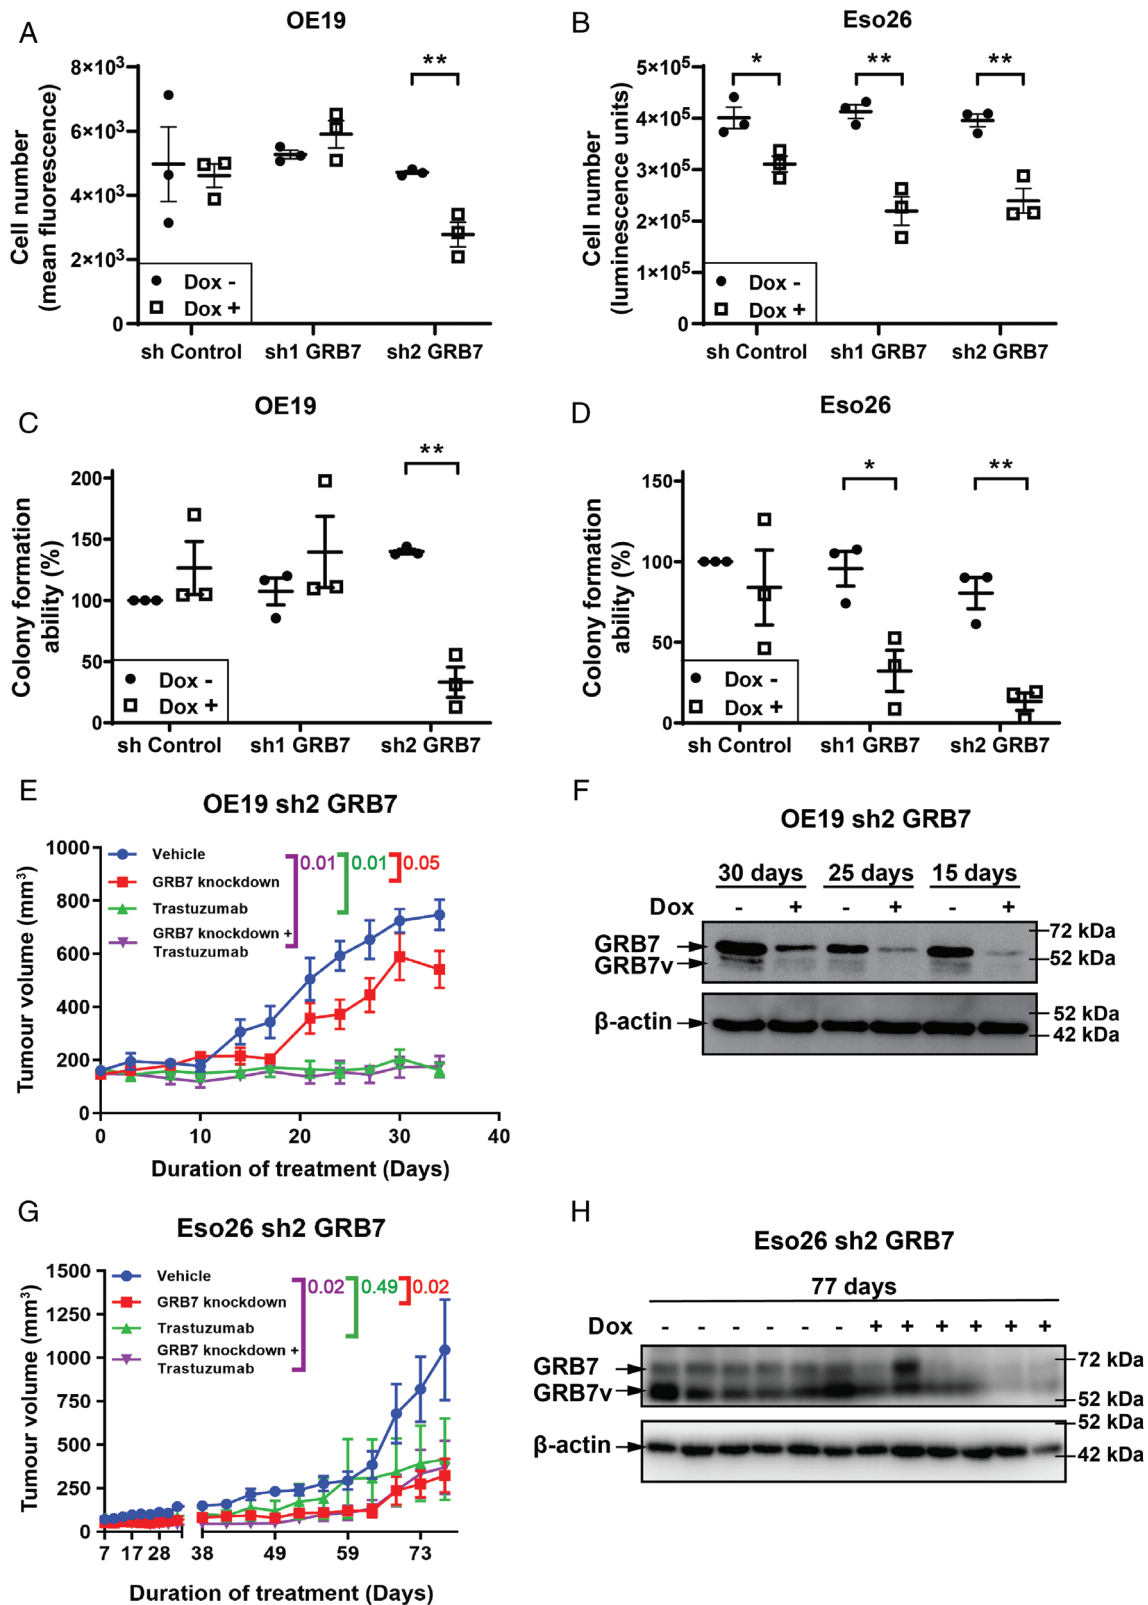 A
OE19
Cell number
(mean fluorescence)
8×10³
6×10³
4×10³
2×10³
0
**
Dox -
Dox +
sh Control
sh1 GRB7
sh2 GRB7
B
Eso26
Cell number
(luminescence units)
5×10⁵
4×10⁵
3×10⁵
2×10⁵
1×10⁵
0
*
**
**
Dox -
Dox +
sh Control
sh1 GRB7
sh2 GRB7
C
OE19
Colony formation
ability (%)
200
150
100
50
0
**
Dox -
Dox +
sh Control
sh1 GRB7
sh2 GRB7
D
Eso26
Colony formation
ability (%)
150
100
50
0
*
**
Dox -
Dox +
sh Control
sh1 GRB7
sh2 GRB7
E
OE19 sh2 GRB7
Tumour volume (mm³)
1000
800
600
400
200
0
Vehicle
GRB7 knockdown
Trastuzumab
GRB7 knockdown +
Trastuzumab
0.01
0.01
0.05
0
10
20
30
40
Duration of treatment (Days)
F
OE19 sh2 GRB7
30 days
25 days
15 days
Dox
- + - + - +
GRB7
GRB7v
72 kDa
52 kDa
β-actin
52 kDa
42 kDa
G
Eso26 sh2 GRB7
Tumour volume (mm³)
1500
1250
1000
750
500
250
0
Vehicle
GRB7 knockdown
Trastuzumab
GRB7 knockdown +
Trastuzumab
0.02
0.49
0.02
7
17
28
38
49
59
73
Duration of treatment (Days)
H
Eso26 sh2 GRB7
77 days
Dox
- - - - - - + + + + + +
GRB7
GRB7v
72 kDa
52 kDa
β-actin
52 kDa
42 kDa